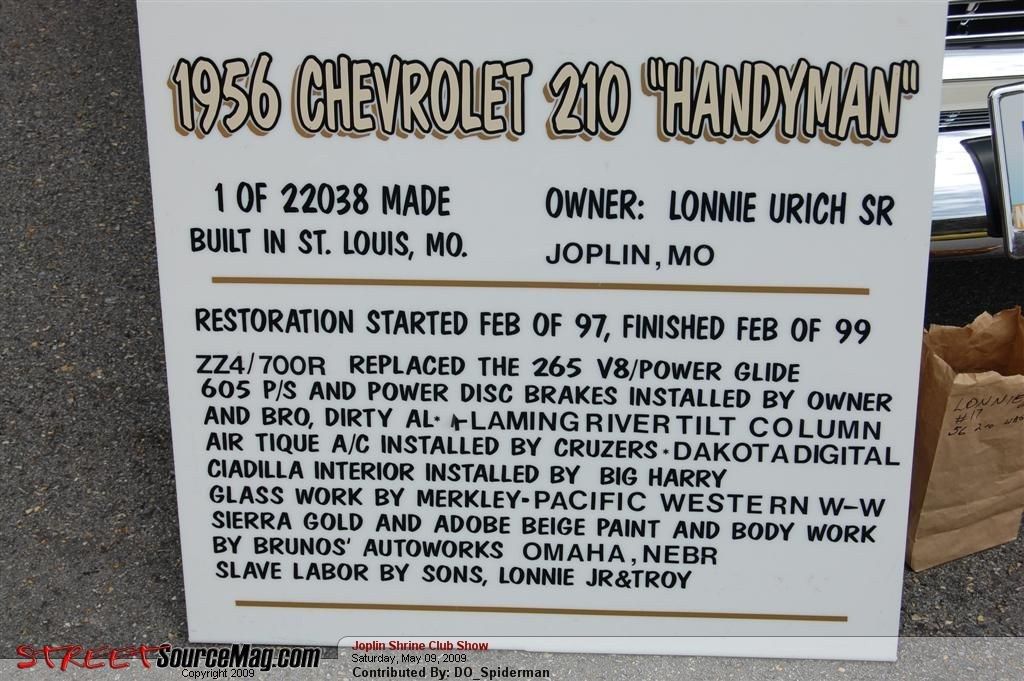 1956 CHEVROLET 210 "HANDYMAN"
1 OF 22038 MADE
BUILT IN ST. LOUIS, MO.
OWNER: LONNIE URICH SR
JOPLIN, MO
RESTORATION STARTED FEB OF 97, FINISHED FEB OF 99
ZZ4/700R REPLACED THE 265 V8/POWER GLIDE
605 P/S AND POWER DISC BRAKES INSTALLED BY OWNER
AND BRO, DIRTY AL· FLAMING RIVER TILT COLUMN
AIR TIQUE A/C INSTALLED BY CRUZERS·DAKOTADIGITAL
CIADILLA INTERIOR INSTALLED BY BIG HARRY
GLASS WORK BY MERKLEY-PACIFIC WESTERN W-W
SIERRA GOLD AND ADOBE BEIGE PAINT AND BODY WORK
BY BRUNOS' AUTOWORKS OMAHA, NEBR
SLAVE LABOR BY SONS, LONNIE JR&TROY
LONNIE
#17
56 210
STREETSOURCEMAG.COM
Copyright 2009
Joplin Shrine Club Show
Saturday, May 09, 2009
Contributed By: DO_Spiderman